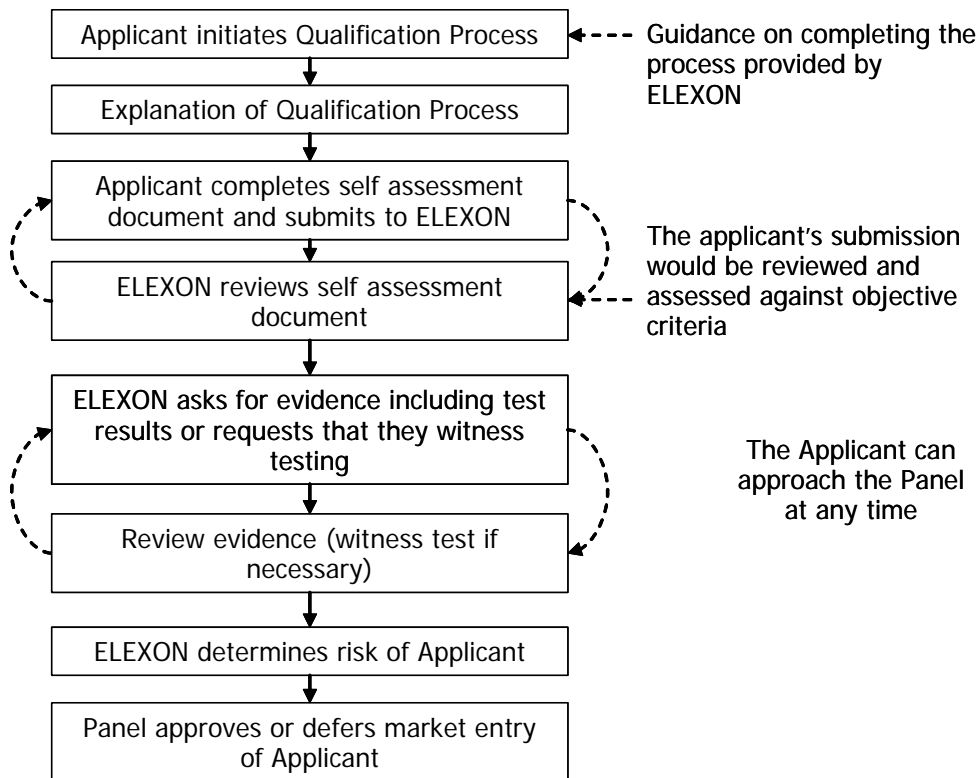 Applicant initiates Qualification Process
Guidance on completing the
process provided by
ELEXON
Explanation of Qualification Process
Applicant completes self assessment
document and submits to ELEXON
The applicant's submission
would be reviewed and
assessed against objective
criteria
ELEXON reviews self assessment
document
ELEXON asks for evidence including test
results or requests that they witness
testing
The Applicant can
approach the Panel
at any time
Review evidence (witness test if
necessary)
ELEXON determines risk of Applicant
Panel approves or defers market entry
of Applicant